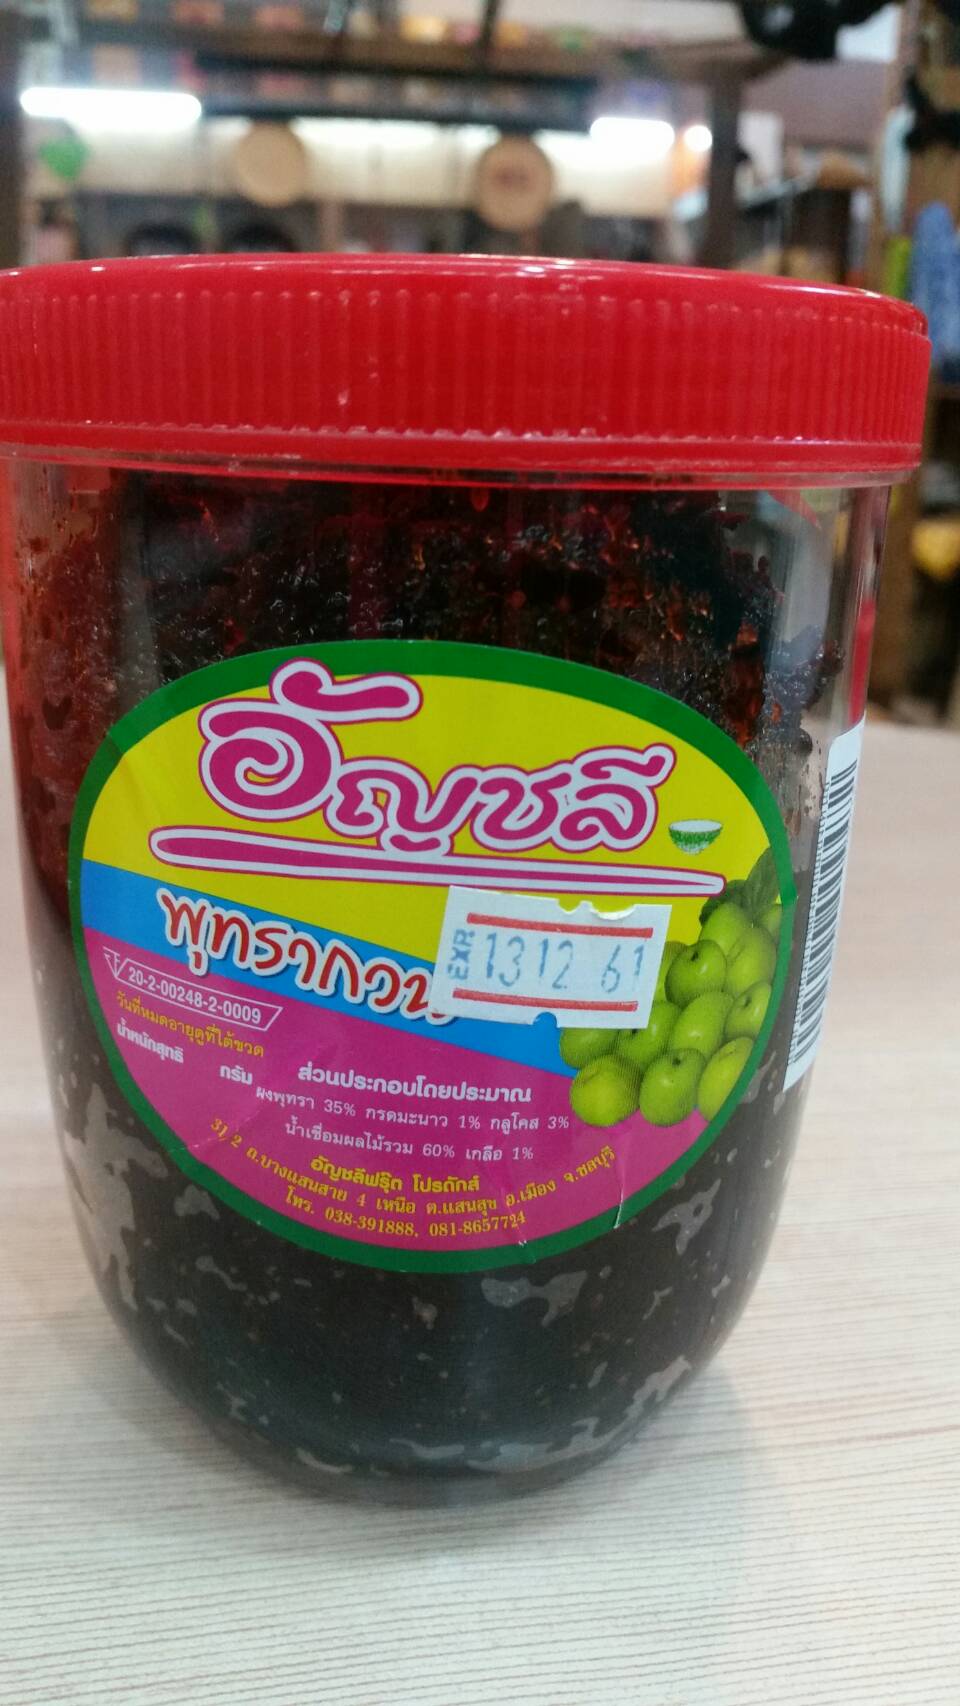 อัญชลี
พุทรากวน
EXP. 13 12 61
20-2-00248-2-0009
วันที่หมดอายุดูที่ใต้ขวด
น้ำหนักสุทธิ กรัม
ส่วนประกอบโดยประมาณ
ผงพุทรา 35% กรดมะนาว 1% กลูโคส 3%
น้ำเชื่อมผลไม้รวม 60% เกลือ 1%
อัญชลีฟรุ๊ต โปรดักส์
31/2 ถ.บางแสนสาย 4 เหนือ ต.แสนสุข อ.เมือง จ.ชลบุรี
โทร. 038-391888, 081-8657724